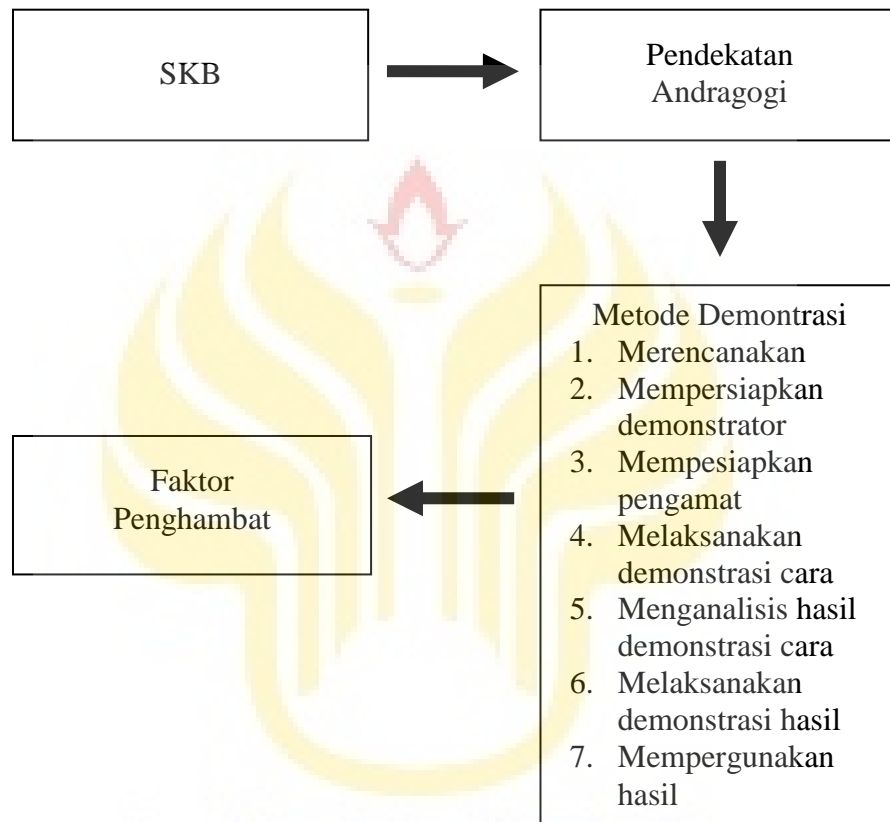 SKB
Pendekatan
Andragogi
Metode Demontrasi
1. Merencanakan
2. Mempersiapkan
demonstrator
3. Mempesiapkan
pengamat
4. Melaksanakan
demonstrasi cara
5. Menganalisis hasil
demonstrasi cara
6. Melaksanakan
demonstrasi hasil
7. Mempergunakan
hasil
Faktor
Penghambat